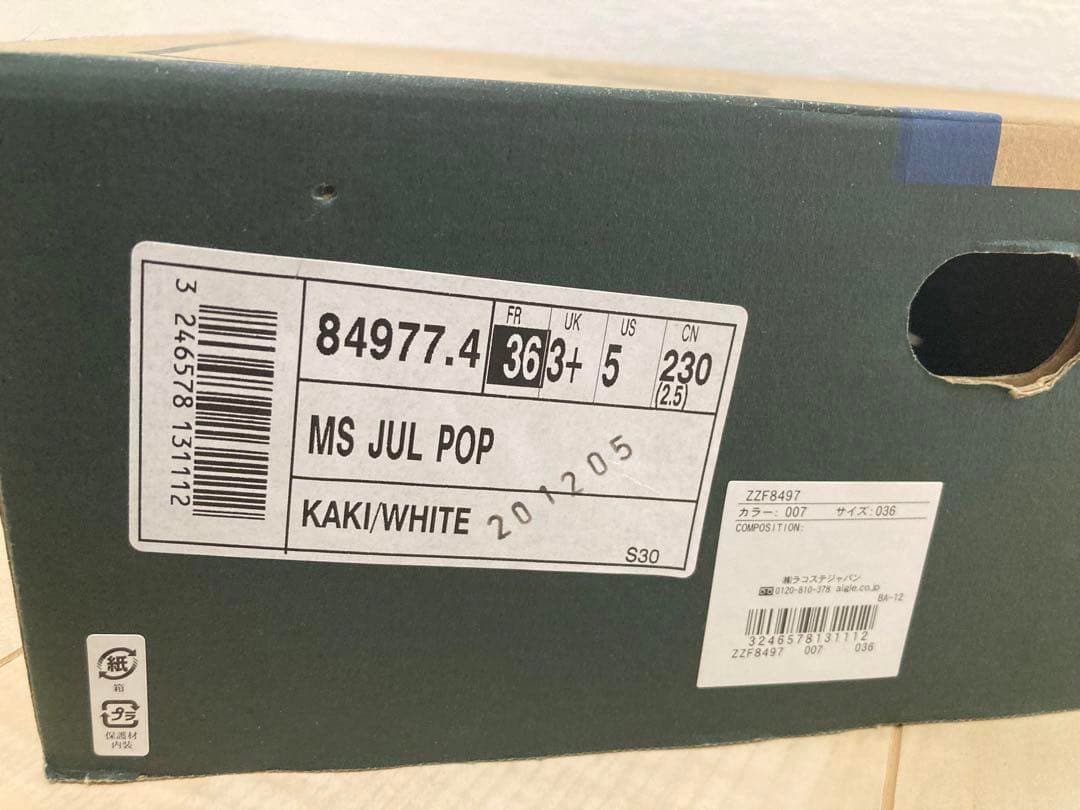 3 246578 131112
84977.4
FR UK US CN
36 3+ 5 230
(2.5)
MS JUL POP
KAKI/WHITE
201205
S30
ZZF8497
カラー: 007 サイズ:036
COMPOSITION:
㈱ラコステジャパン
0120-810-378 aigle.co.jp
BA-12
3246578131112
ZZF8497 007 036
紙
箱
プラ
保護材
内装